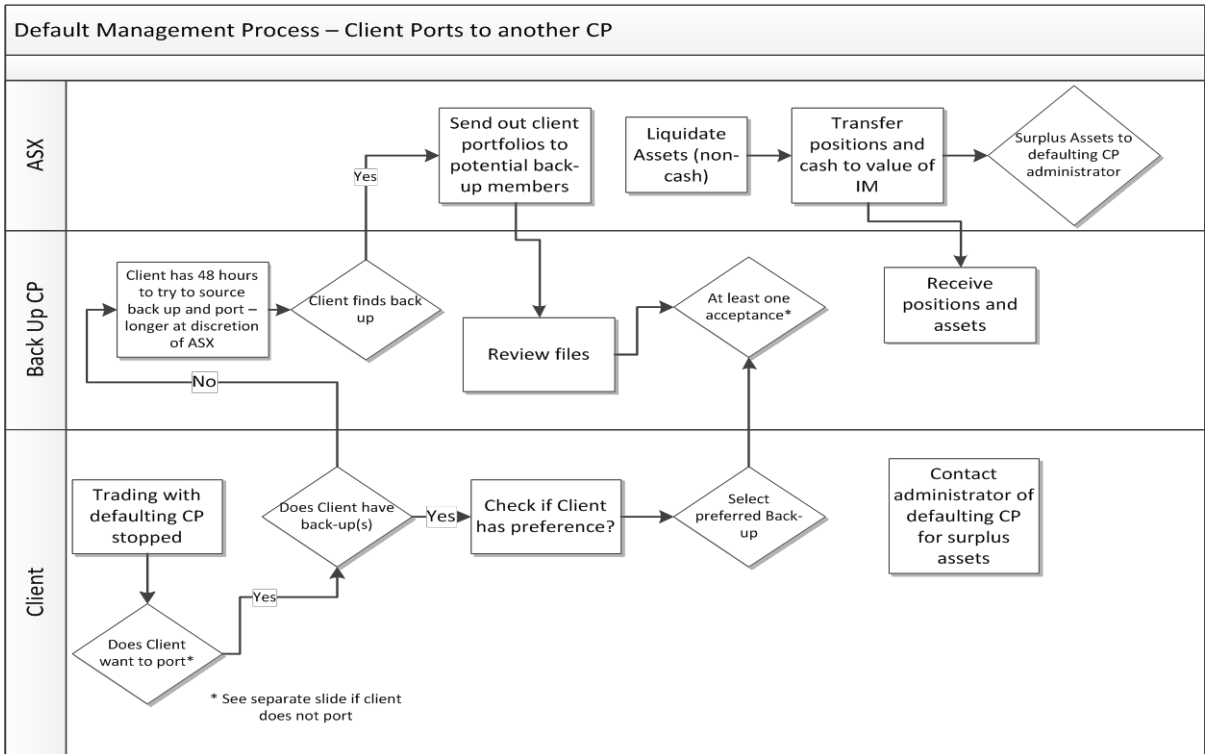 Default Management Process – Client Ports to another CP
ASX
Send out client
portfolios to
potential back-
up members
Liquidate
Assets (non-
cash)
Transfer
positions and
cash to value of
IM
Surplus Assets to
defaulting CP
administrator
Yes
Back Up CP
Client has 48 hours
to try to source
back up and port –
longer at discretion
of ASX
Client finds back
up
Review files
At least one
acceptance*
Receive
positions and
assets
No
Client
Trading with
defaulting CP
stopped
Does Client have
back-up(s)
Yes
Check if Client
has preference?
Select
preferred Back-
up
Contact
administrator of
defaulting CP
for surplus
assets
Yes
Does Client
want to port*
* See separate slide if client
does not port